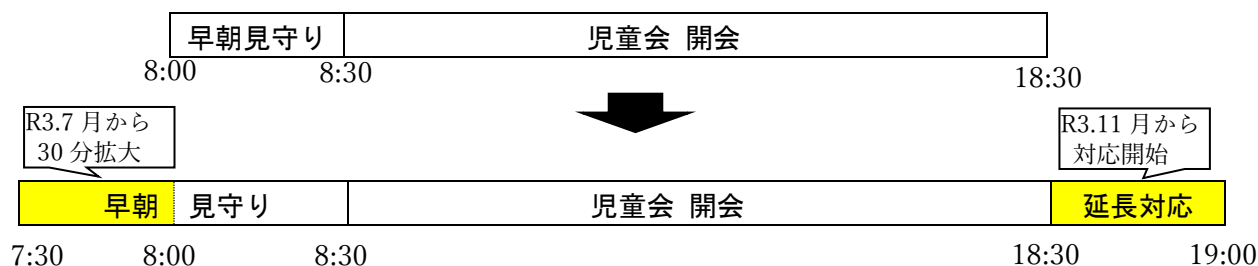 早朝見守り 児童会 開会
8:00 8:30 18:30
R3.7 月から
30 分拡大
R3.11 月から
対応開始
早朝 見守り 児童会 開会 延長対応
7:30 8:00 8:30 18:30 19:00